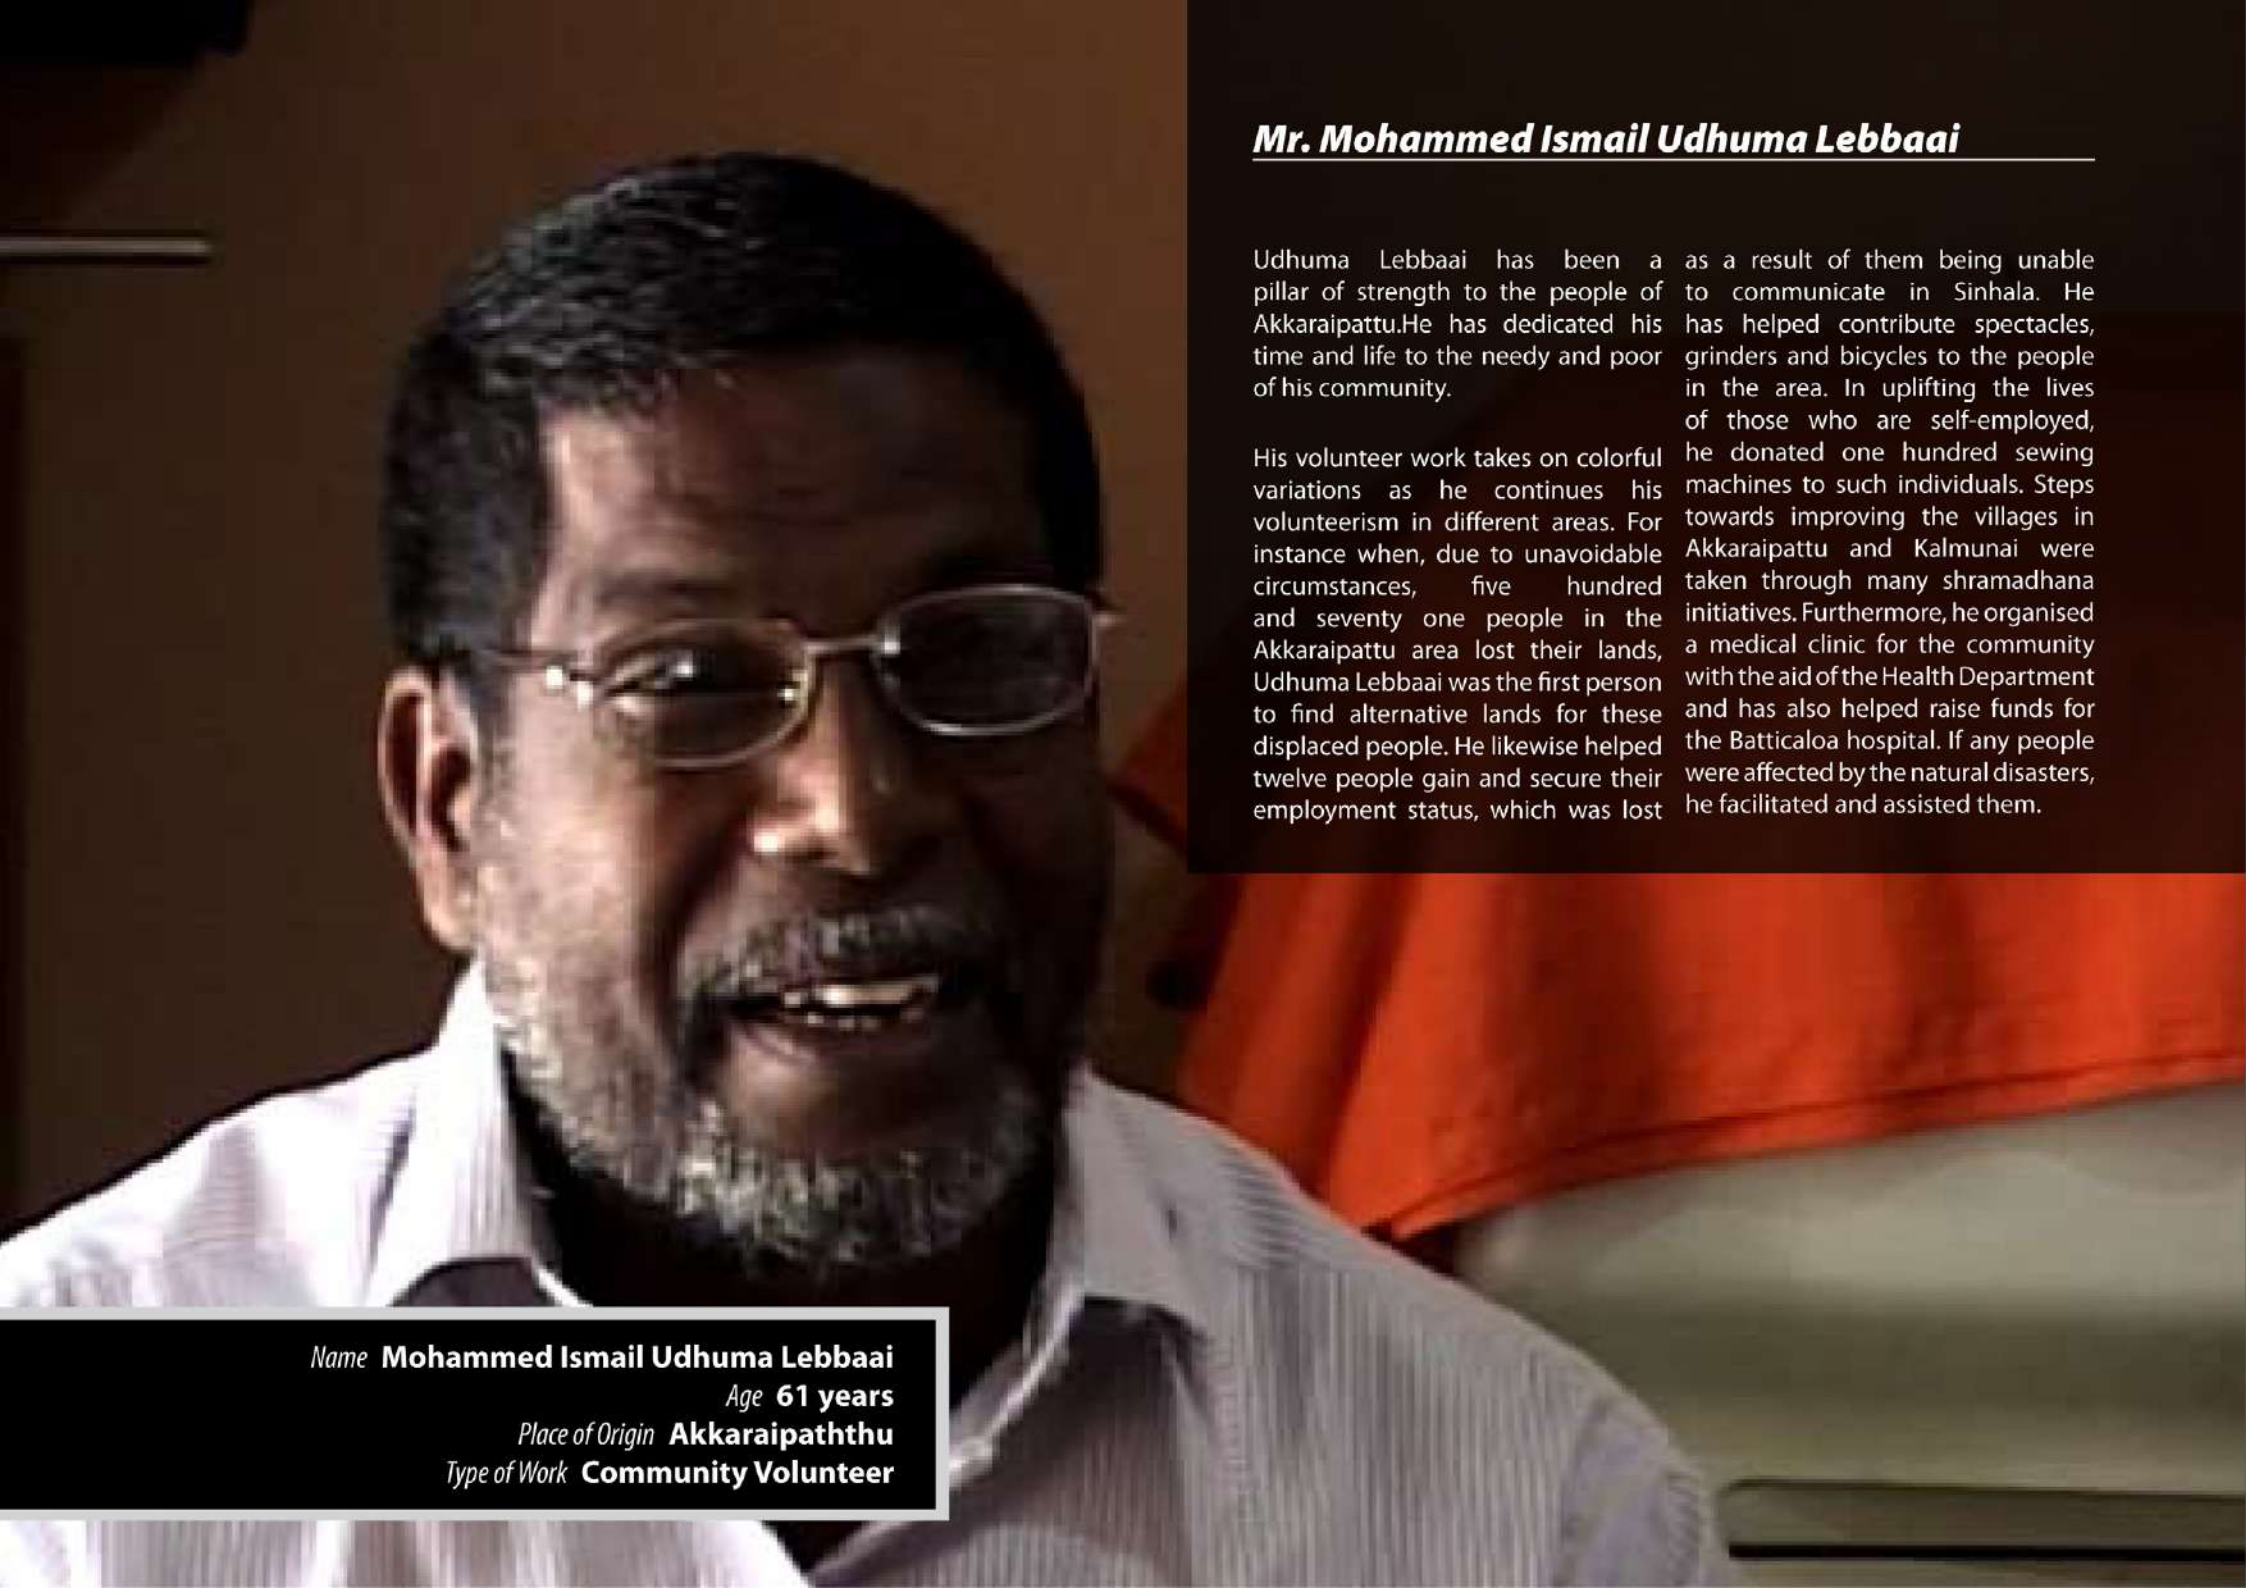 Mr. Mohammed Ismail Udhuma Lebbaai
Udhuma Lebbaai has been a
pillar of strength to the people of
Akkaraipattu.He has dedicated his
time and life to the needy and poor
of his community.
His volunteer work takes on colorful
variations as he continues his
volunteerism in different areas. For
instance when, due to unavoidable
circumstances, five hundred
and seventy one people in the
Akkaraipattu area lost their lands,
Udhuma Lebbaai was the first person
to find alternative lands for these
displaced people. He likewise helped
twelve people gain and secure their
employment status, which was lost
as a result of them being unable
to communicate in Sinhala. He
has helped contribute spectacles,
grinders and bicycles to the people
in the area. In uplifting the lives
of those who are self-employed,
he donated one hundred sewing
machines to such individuals. Steps
towards improving the villages in
Akkaraipattu and Kalmunai were
taken through many shramadhana
initiatives. Furthermore, he organised
a medical clinic for the community
with the aid of the Health Department
and has also helped raise funds for
the Batticaloa hospital. If any people
were affected by the natural disasters,
he facilitated and assisted them.
Name Mohammed Ismail Udhuma Lebbaai
Age 61 years
Place of Origin Akkaraipaththu
Type of Work Community Volunteer